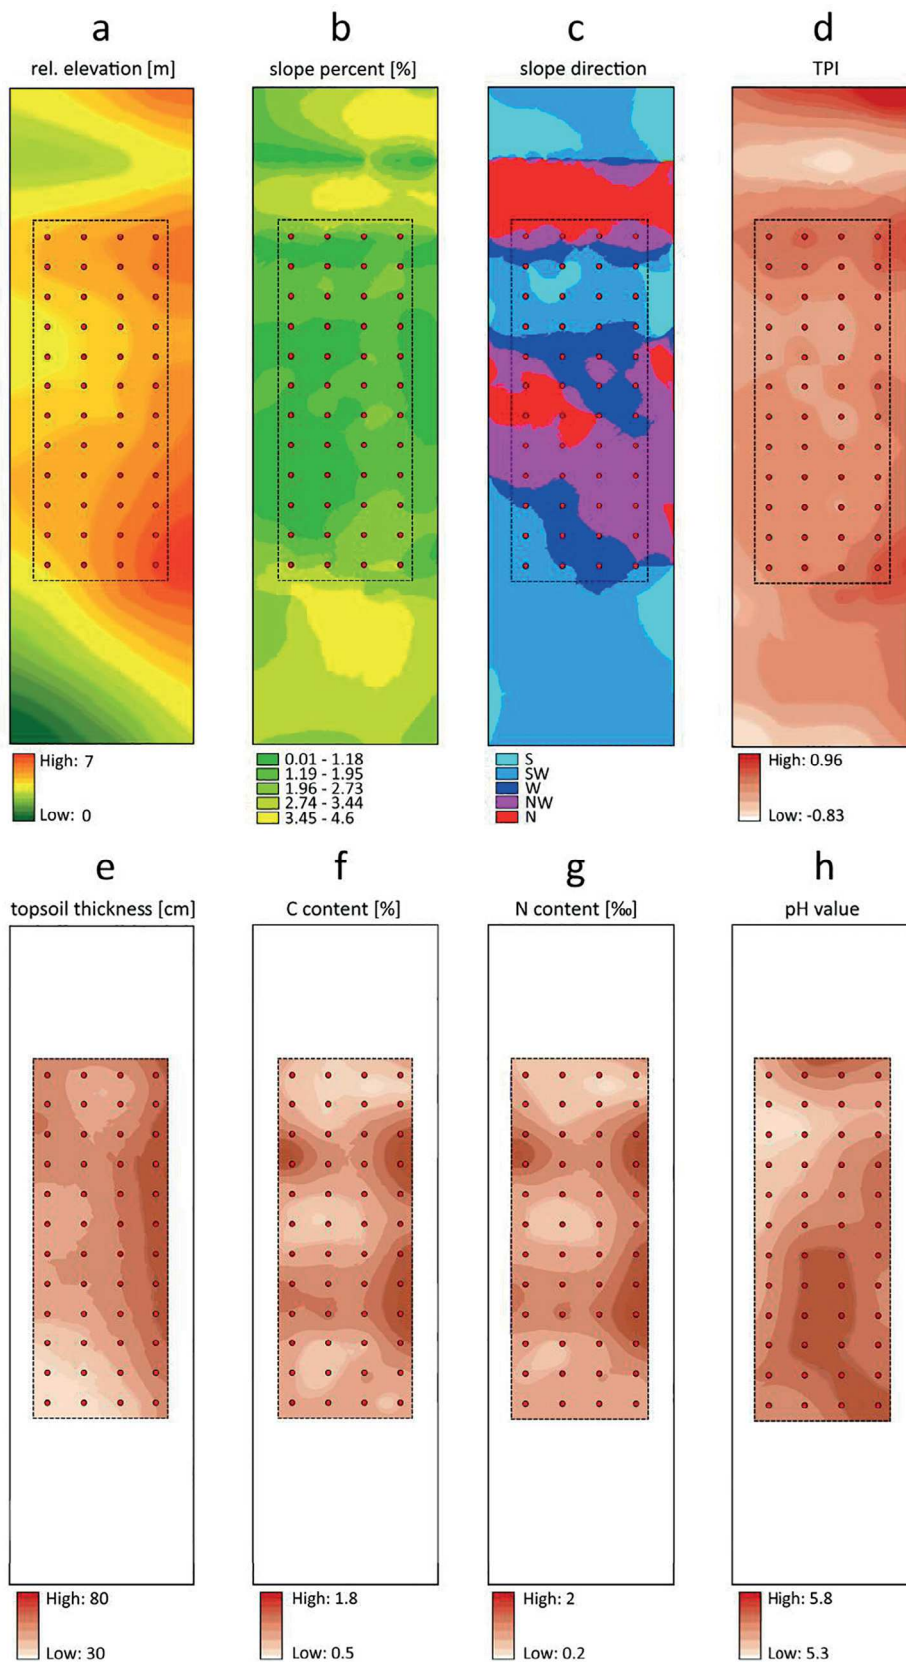 a b c d
rel. elevation [m] slope percent [%] slope direction TPI
High: 7
Low: 0
0.01 - 1.18
1.19 - 1.95
1.96 - 2.73
2.74 - 3.44
3.45 - 4.6
S
SW
W
NW
N
High: 0.96
Low: -0.83
e f g h
topsoil thickness [cm] C content [%] N content [‰] pH value
High: 80
Low: 30
High: 1.8
Low: 0.5
High: 2
Low: 0.2
High: 5.8
Low: 5.3